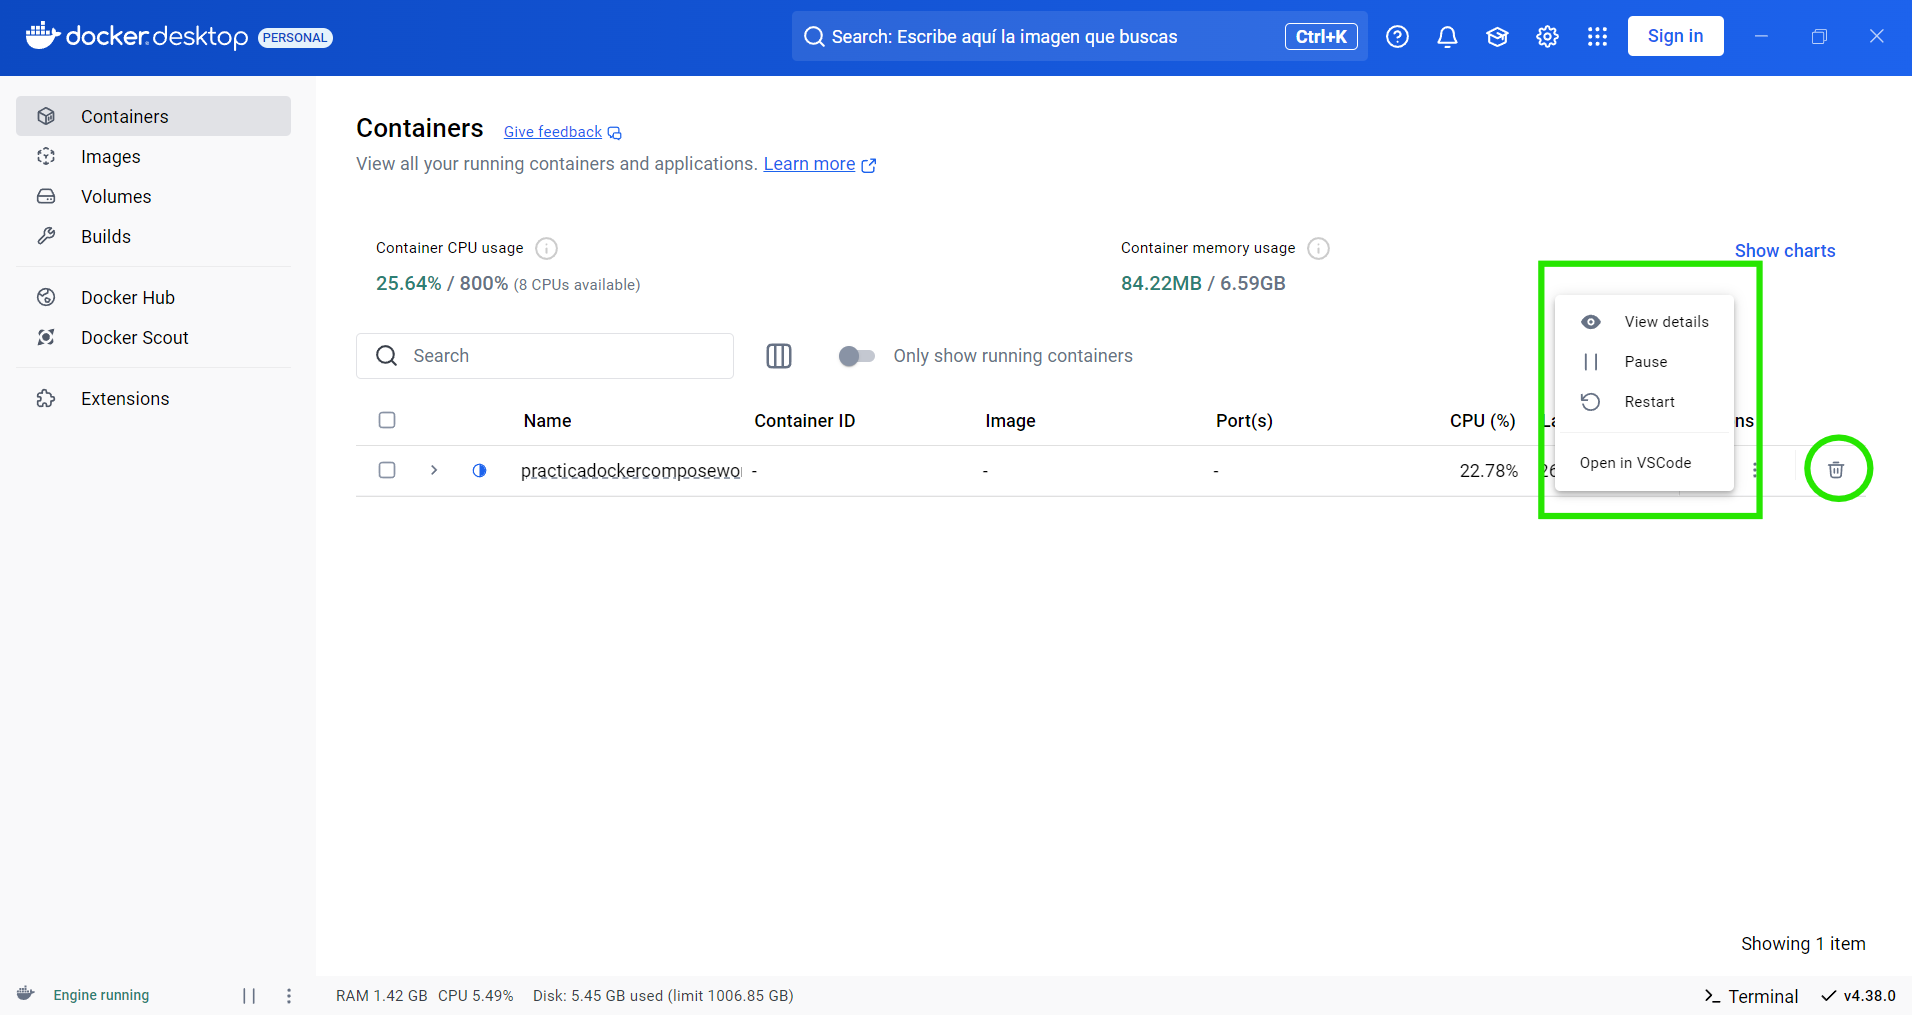 docker.desktop PERSONAL
Search: Escribe aquí la imagen que buscas Ctrl+K
Sign in
Containers
Images
Volumes
Builds
Docker Hub
Docker Scout
Extensions
Containers Give feedback
View all your running containers and applications. Learn more
Container CPU usage
25.64% / 800% (8 CPUs available)
Container memory usage
84.22MB / 6.59GB
Show charts
Search
Only show running containers
View details
Pause
Restart
Open in VSCode
Name Container ID Image Port(s) CPU (%)
practicadockercomposewo - - - 22.78%
Showing 1 item
Engine running
RAM 1.42 GB CPU 5.49% Disk: 5.45 GB used (limit 1006.85 GB)
Terminal v4.38.0